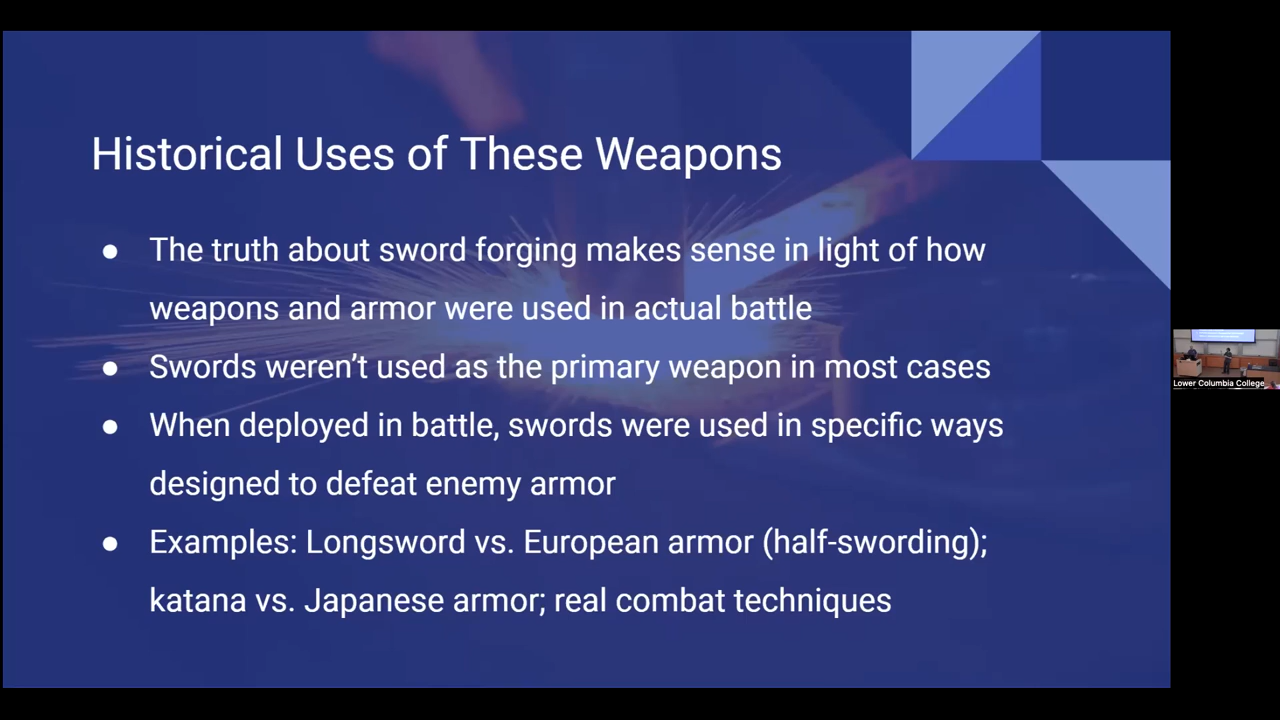 Historical Uses of These Weapons
● The truth about sword forging makes sense in light of how
weapons and armor were used in actual battle
● Swords weren’t used as the primary weapon in most cases
● When deployed in battle, swords were used in specific ways
designed to defeat enemy armor
● Examples: Longsword vs. European armor (half-swording);
katana vs. Japanese armor; real combat techniques
Lower Columbia College